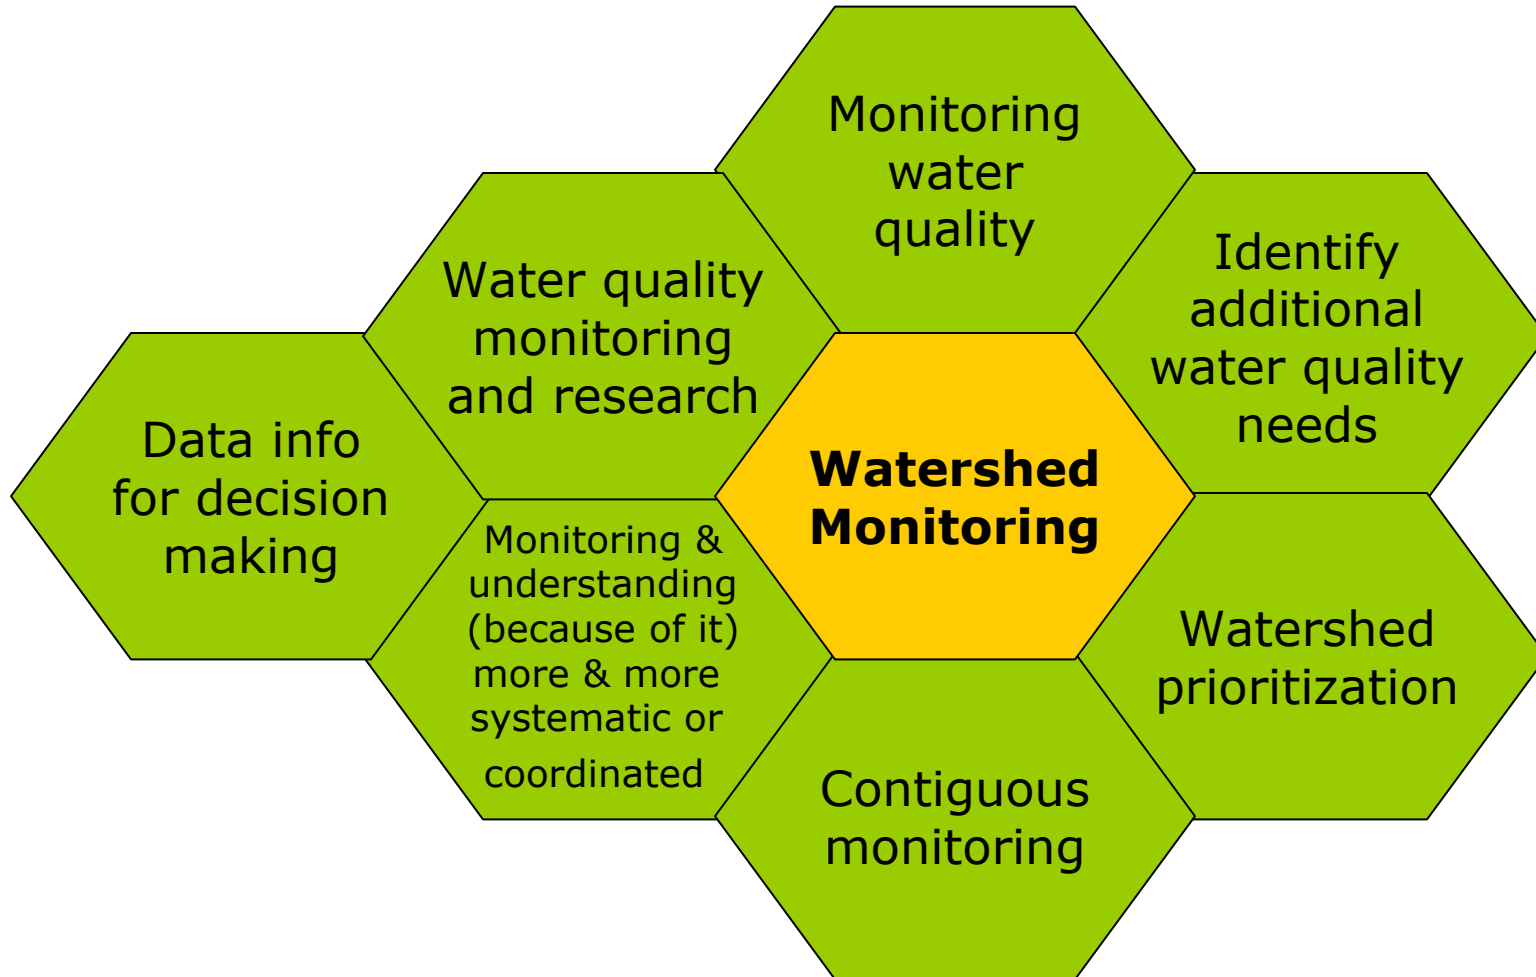 Monitoring
water
quality
Water quality
monitoring
and research
Identify
additional
water quality
needs
Data info
for decision
making
Watershed
Monitoring
Monitoring &
understanding
(because of it)
more & more
systematic or
coordinated
Watershed
prioritization
Contiguous
monitoring